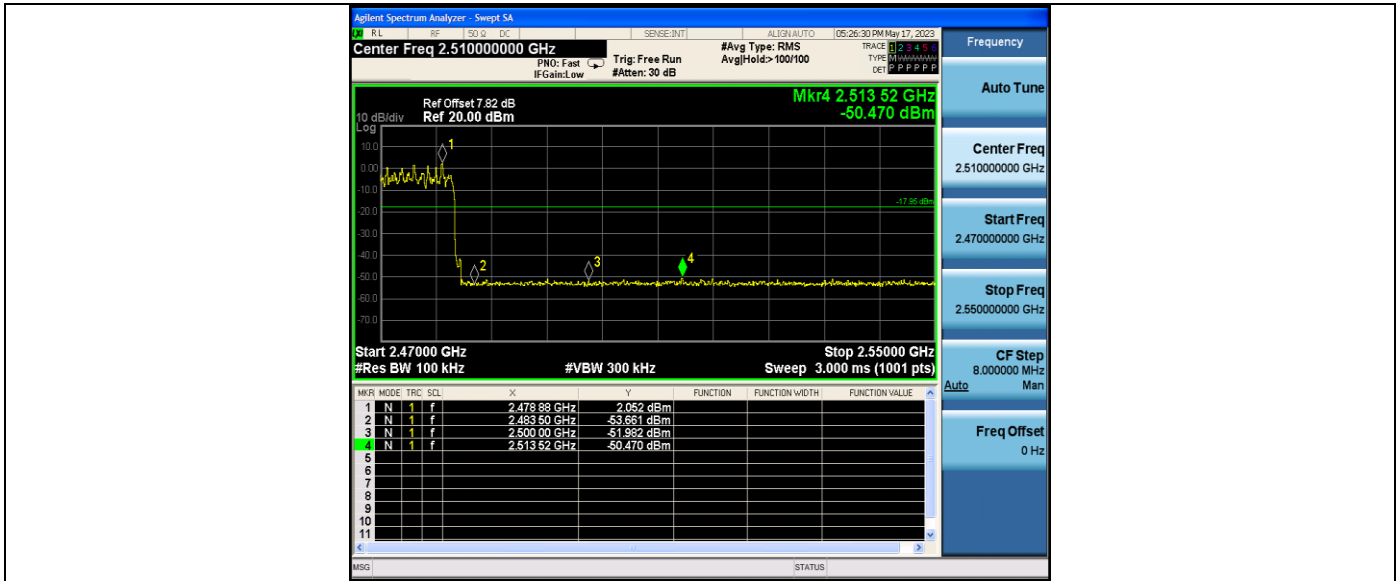 Agilent Spectrum Analyzer - Swept SA
RL RF 50 Ω DC SENSE:INT ALIGN AUTO 05:26:30 PM May 17, 2023
Center Freq 2.510000000 GHz
PNO: Fast
IFGain:Low
Trig: Free Run
#Atten: 30 dB
#Avg Type: RMS
Avg|Hold:>100/100
TRACE 1 2 3 4 5 6
TYPE M
DET P P P P P P
Mkr4 2.513 52 GHz
-50.470 dBm
Ref Offset 7.82 dB
10 dB/div Ref 20.00 dBm
Log
10.0
0.00
-10.0
-20.0
-30.0
-40.0
-50.0
-60.0
-70.0
1
2
3
4
-17.95 dBm
Start 2.47000 GHz Stop 2.55000 GHz
#Res BW 100 kHz #VBW 300 kHz Sweep 3.000 ms (1001 pts)
MKR MODE TRC SCL X Y FUNCTION FUNCTION WIDTH FUNCTION VALUE
1 N 1 f 2.478 88 GHz 2.052 dBm
2 N 1 f 2.483 50 GHz -53.661 dBm
3 N 1 f 2.500 00 GHz -51.982 dBm
4 N 1 f 2.513 52 GHz -50.470 dBm
5
6
7
8
9
10
11
MSG STATUS
Frequency
Auto Tune
Center Freq
2.510000000 GHz
Start Freq
2.470000000 GHz
Stop Freq
2.550000000 GHz
CF Step
8.000000 MHz
Auto Man
Freq Offset
0 Hz